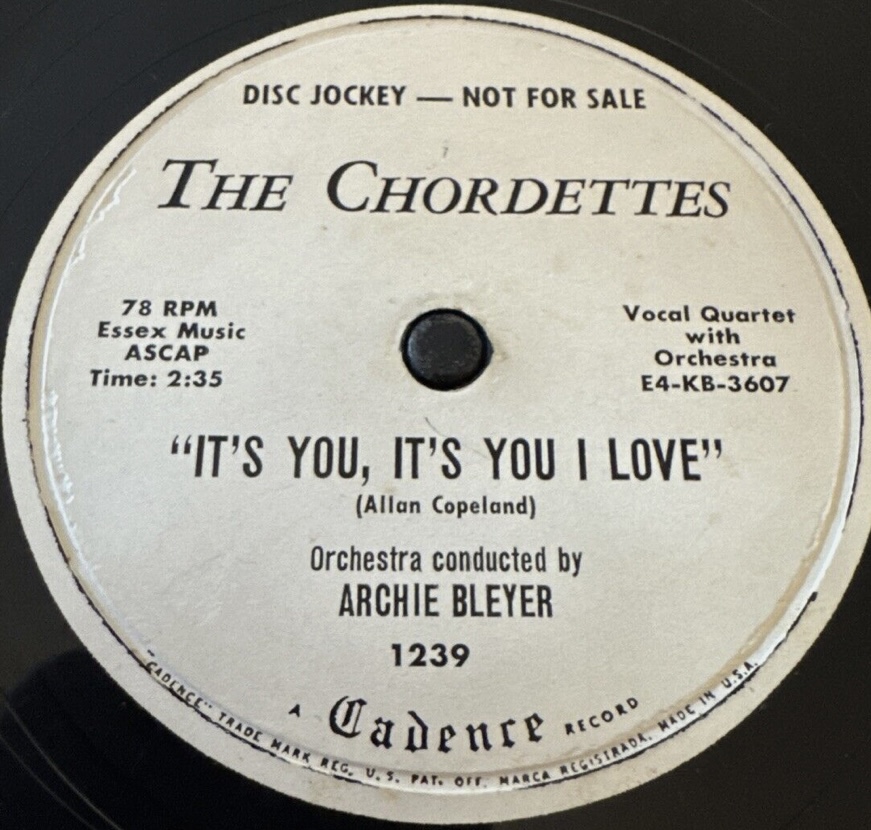 DISC JOCKEY — NOT FOR SALE
THE CHORDETTES
78 RPM
Essex Music
ASCAP
Time: 2:35
Vocal Quartet
with
Orchestra
E4-KB-3607
“IT'S YOU, IT'S YOU I LOVE”
(Allan Copeland)
Orchestra conducted by
ARCHIE BLEYER
1239
A Cadence RECORD
“CADENCE” TRADE MARK REG. U. S. PAT. OFF. MARCA REGISTRADA. MADE IN U.S.A.